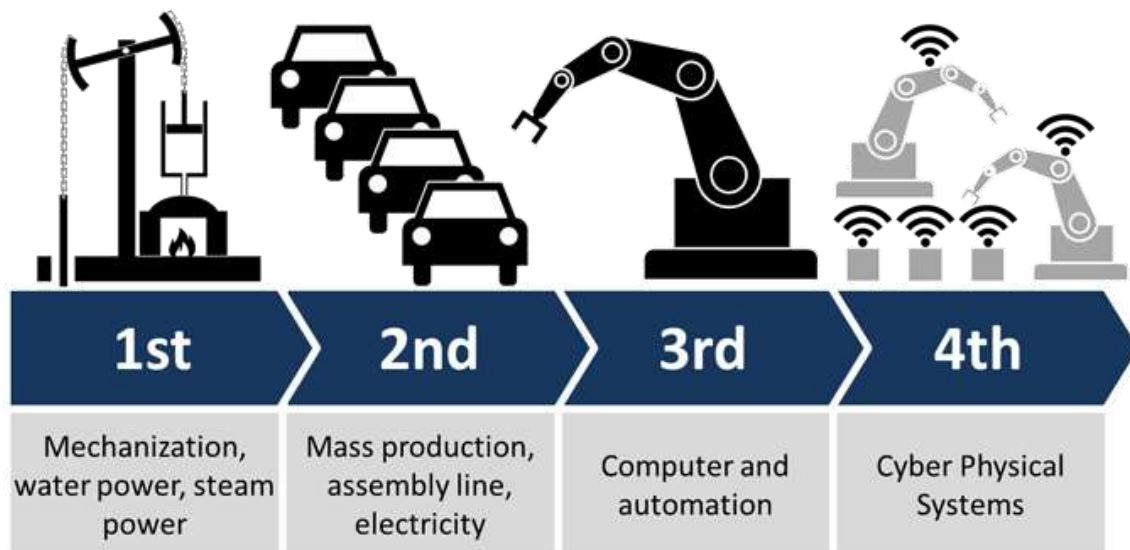 1st
2nd
3rd
4th
Mechanization,
water power, steam
power
Mass production,
assembly line,
electricity
Computer and
automation
Cyber Physical
Systems